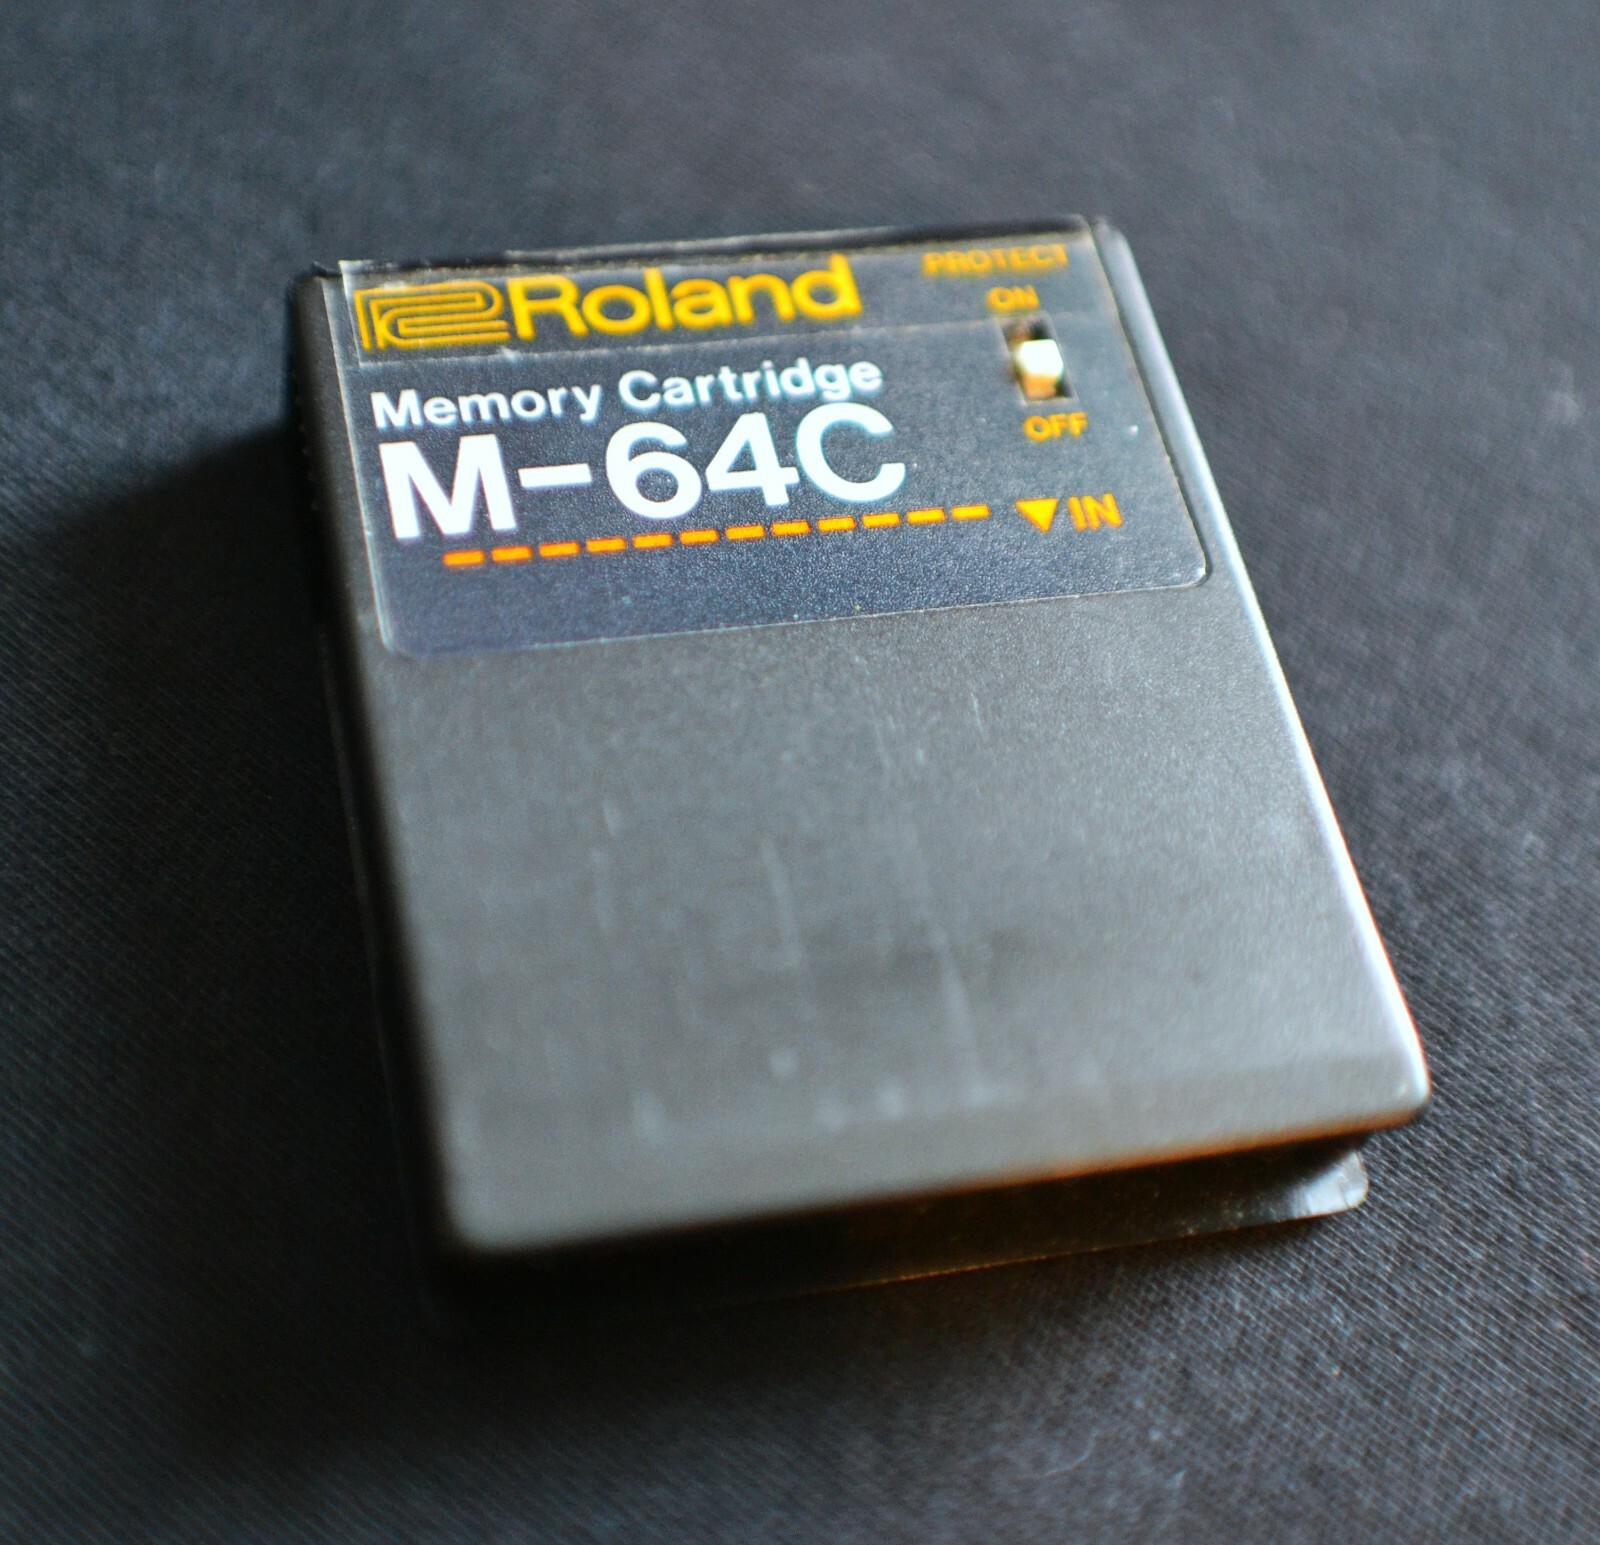 Roland
PROTECT
ON
Memory Cartridge
M-64C
OFF
IN